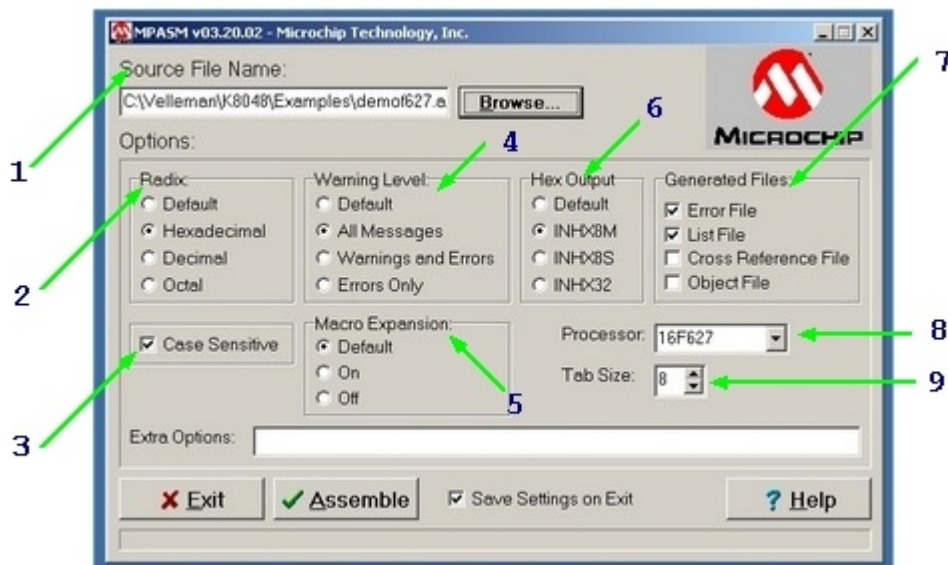 MPASM v03.20.02 - Microchip Technology, Inc.
Source File Name:
C:\Velleman\K8048\Examples\demof627.a
Browse...
MICROCHIP
Options:
Radix:
Default
Hexadecimal
Decimal
Octal
Warning Level:
Default
All Messages
Warnings and Errors
Errors Only
Hex Output
Default
INHX8M
INHX8S
INHX32
Generated Files:
Error File
List File
Cross Reference File
Object File
Case Sensitive
Macro Expansion:
Default
On
Off
Processor:
16F627
Tab Size:
8
Extra Options:
Exit
Assemble
Save Settings on Exit
? Help
1
2
3
4
5
6
7
8
9